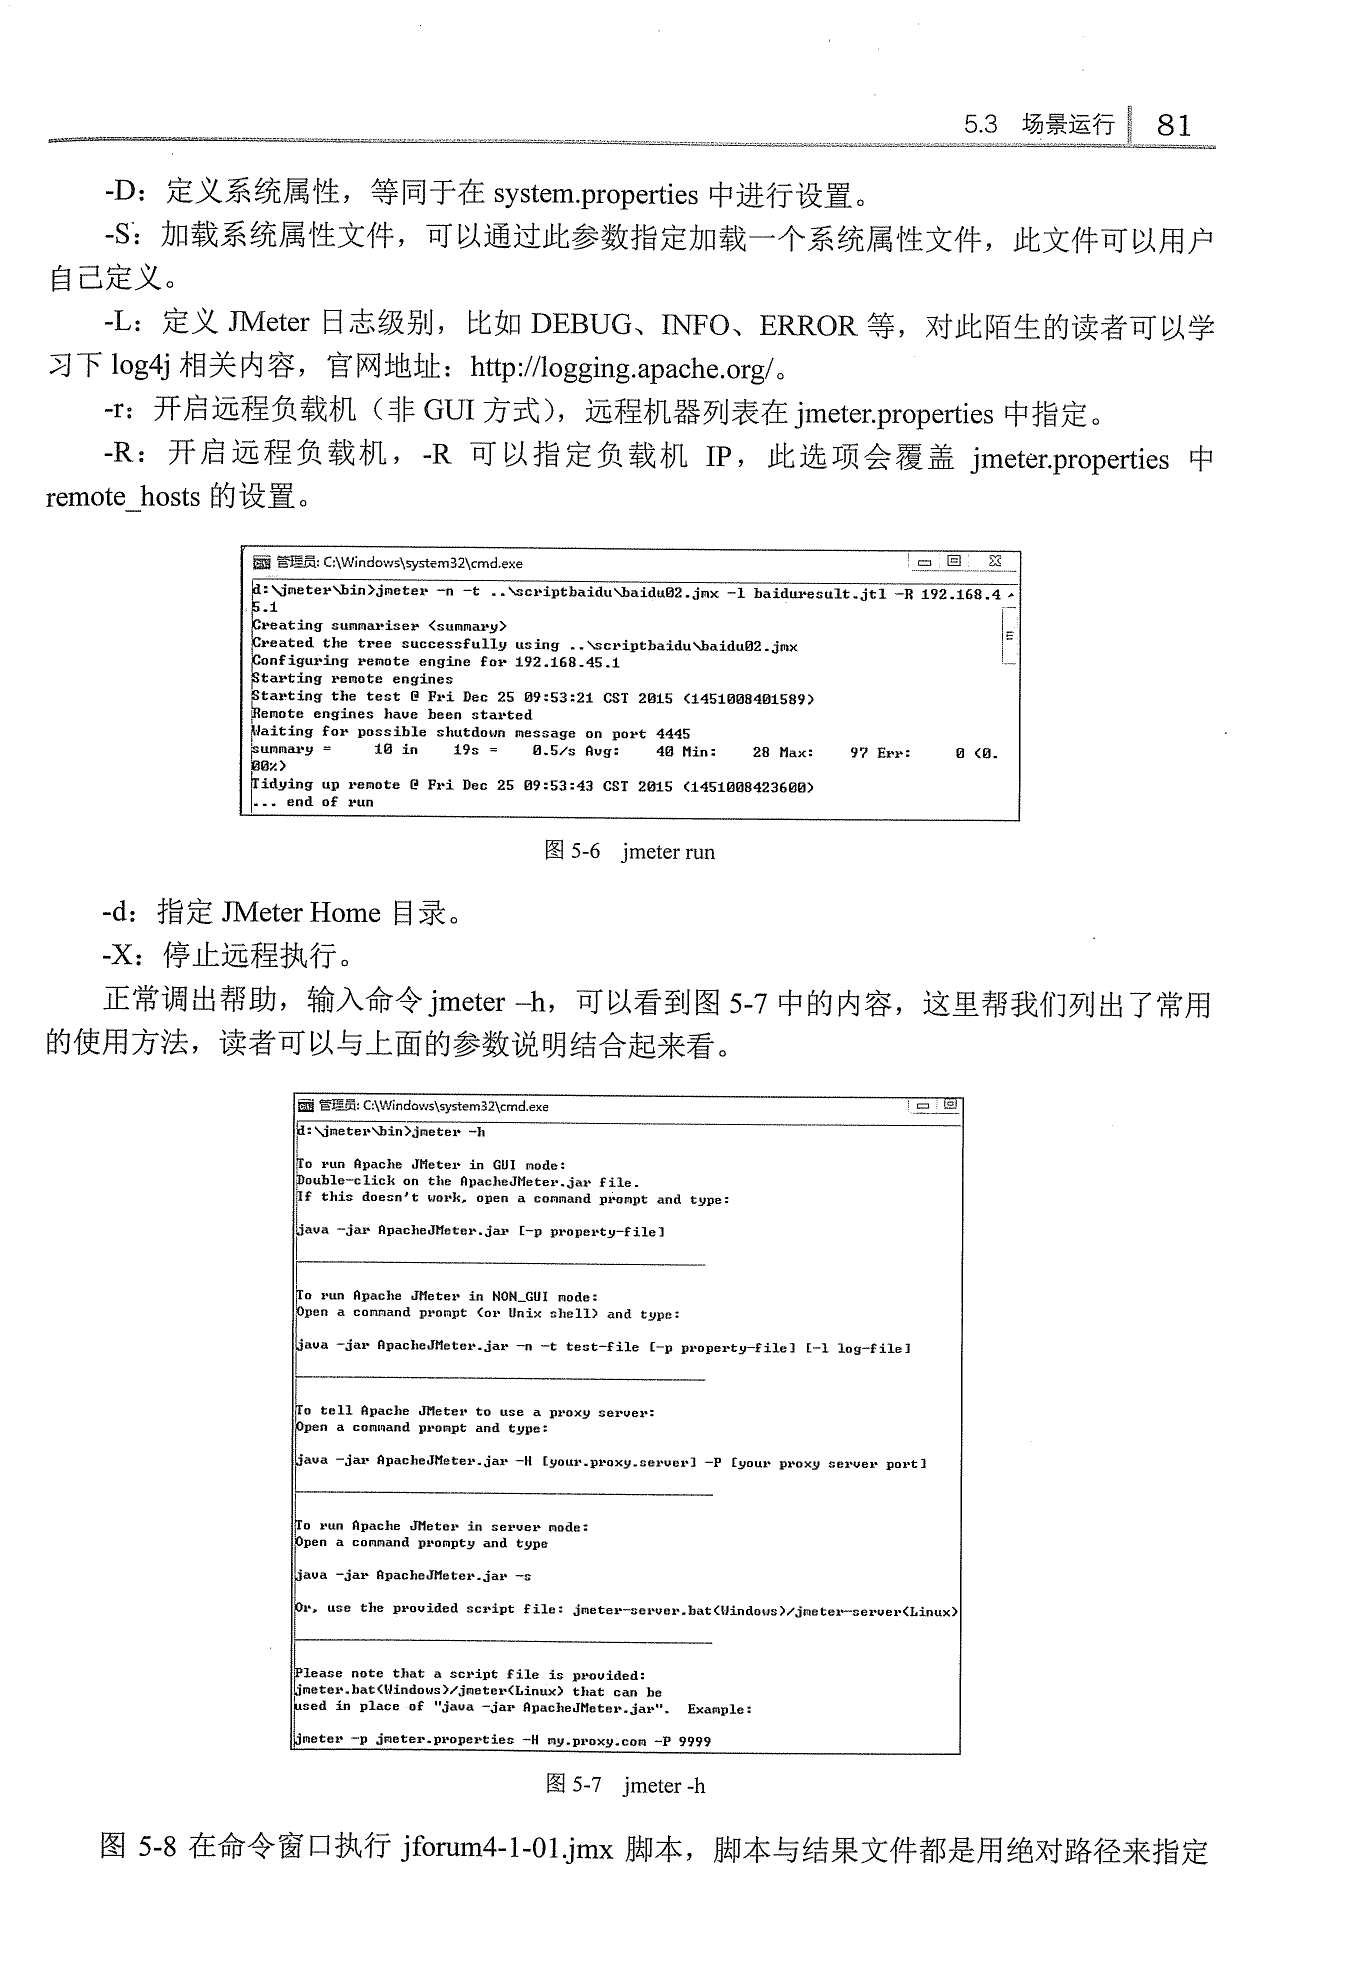 5.3 场景运行 81
-D：定义系统属性，等同于在 system.properties 中进行设置。
-S：加载系统属性文件，可以通过此参数指定加载一个系统属性文件，此文件可以用户
自己定义。
-L：定义 JMeter 日志级别，比如 DEBUG、INFO、ERROR 等，对此陌生的读者可以学
习下 log4j 相关内容，官网地址：http://logging.apache.org/。
-r：开启远程负载机（非 GUI 方式），远程机器列表在 jmeter.properties 中指定。
-R：开启远程负载机，-R 可以指定负载机 IP，此选项会覆盖 jmeter.properties 中
remote_hosts 的设置。
管理员: C:\Windows\system32\cmd.exe
d:\jmeter\bin>jmeter -n -t ..\scriptbaidu\baidu02.jmx -l baiduresult.jtl -R 192.168.4
5.1
Creating summariser <summary>
Created the tree successfully using ..\scriptbaidu\baidu02.jmx
Configuring remote engine for 192.168.45.1
Starting remote engines
Starting the test @ Fri Dec 25 09:53:21 CST 2015 (1451008401589)
Remote engines have been started
Waiting for possible shutdown message on port 4445
summary = 10 in 19s = 0.5/s Avg: 40 Min: 28 Max: 97 Err: 0 (0.
00%)
Tidying up remote @ Fri Dec 25 09:53:43 CST 2015 (1451008423600)
... end of run
图 5-6 jmeter run
-d：指定 JMeter Home 目录。
-X：停止远程执行。
正常调出帮助，输入命令 jmeter –h，可以看到图 5-7 中的内容，这里帮我们列出了常用
的使用方法，读者可以与上面的参数说明结合起来看。
管理员: C:\Windows\system32\cmd.exe
d:\jmeter\bin>jmeter -h
To run Apache JMeter in GUI mode:
Double-click on the ApacheJMeter.jar file.
If this doesn't work, open a command prompt and type:
java -jar ApacheJMeter.jar [-p property-file]
To run Apache JMeter in NON_GUI mode:
Open a command prompt (or Unix shell) and type:
java -jar ApacheJMeter.jar -n -t test-file [-p property-file] [-l log-file]
To tell Apache JMeter to use a proxy server:
Open a command prompt and type:
java -jar ApacheJMeter.jar -H [your.proxy.server] -P [your proxy server port]
To run Apache JMeter in server mode:
Open a command prompty and type
java -jar ApacheJMeter.jar -s
Or, use the provided script file: jmeter-server.bat(Windows)/jmeter-server(Linux)
Please note that a script file is provided:
jmeter.bat(Windows)/jmeter(Linux) that can be
used in place of "java -jar ApacheJMeter.jar". Example:
jmeter -p jmeter.properties -H my.proxy.com -P 9999
图 5-7 jmeter -h
图 5-8 在命令窗口执行 jforum4-1-01.jmx 脚本，脚本与结果文件都是用绝对路径来指定